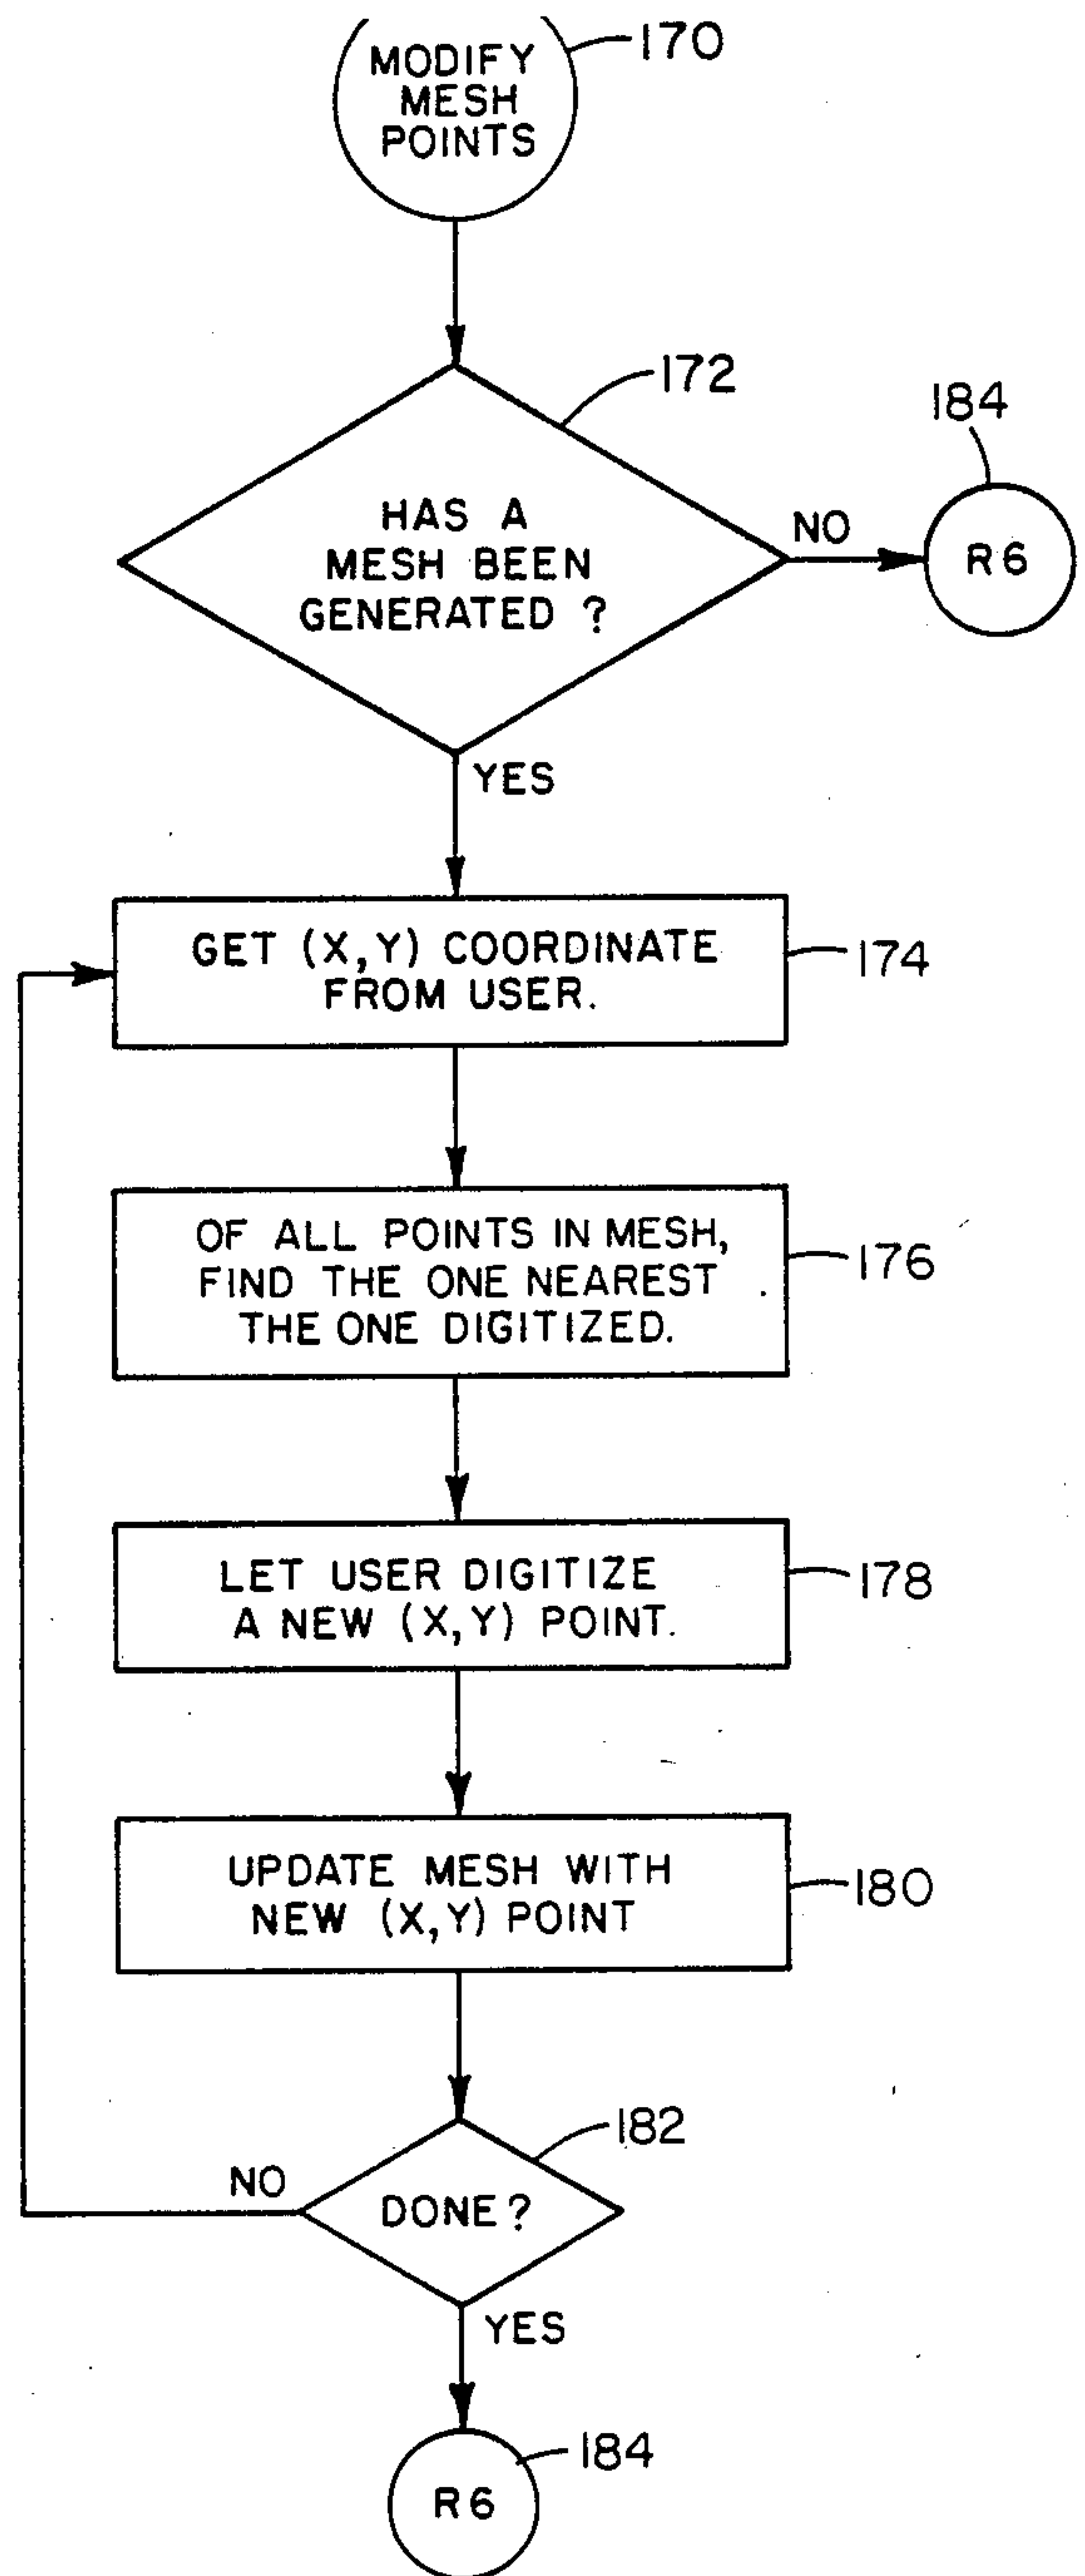 MODIFY
MESH
POINTS
170
172
HAS A
MESH BEEN
GENERATED ?
NO
184
R6
YES
GET (X,Y) COORDINATE
FROM USER.
174
OF ALL POINTS IN MESH,
FIND THE ONE NEAREST
THE ONE DIGITIZED.
176
LET USER DIGITIZE
A NEW (X,Y) POINT.
178
UPDATE MESH WITH
NEW (X,Y) POINT
180
182
NO
DONE?
YES
184
R6